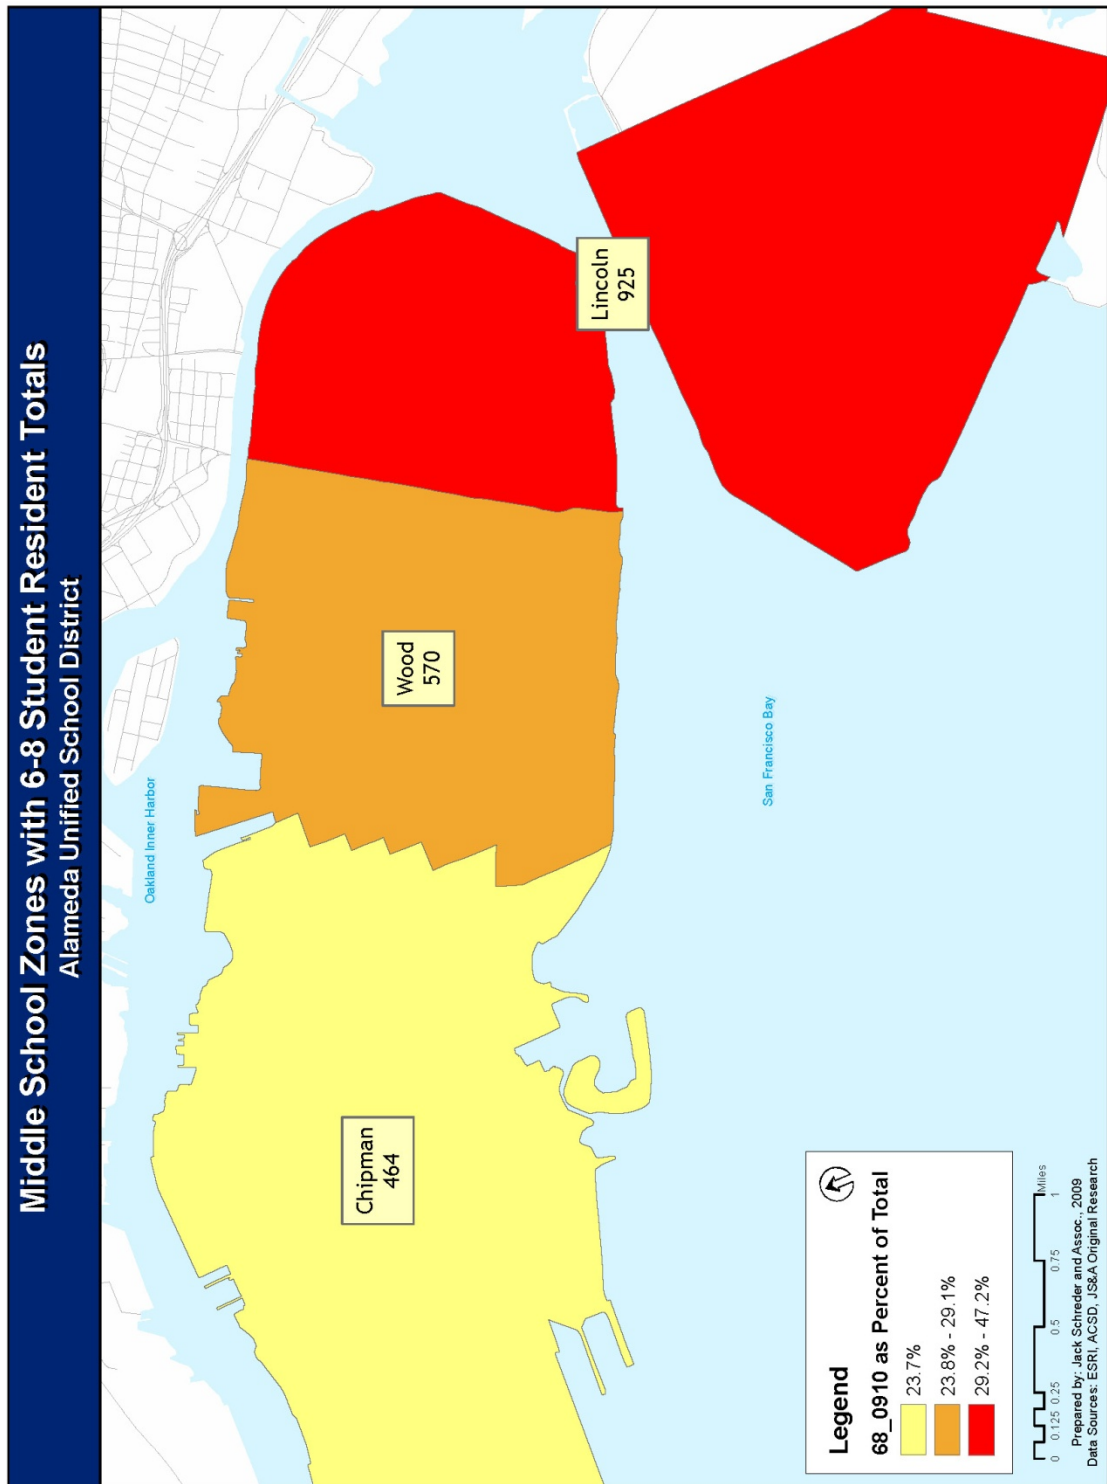 Middle School Zones with 6-8 Student Resident Totals
Alameda Unified School District
Oakland Inner Harbor
Chipman
464
Wood
570
Lincoln
925
San Francisco Bay
Legend
68_0910 as Percent of Total
23.7%
23.8% - 29.1%
29.2% - 47.2%
0 0.125 0.25 0.5 0.75 1
Miles
Prepared by: Jack Schreder and Assoc., 2009
Data Sources: ESRI, ACSD, JS&A Original Research